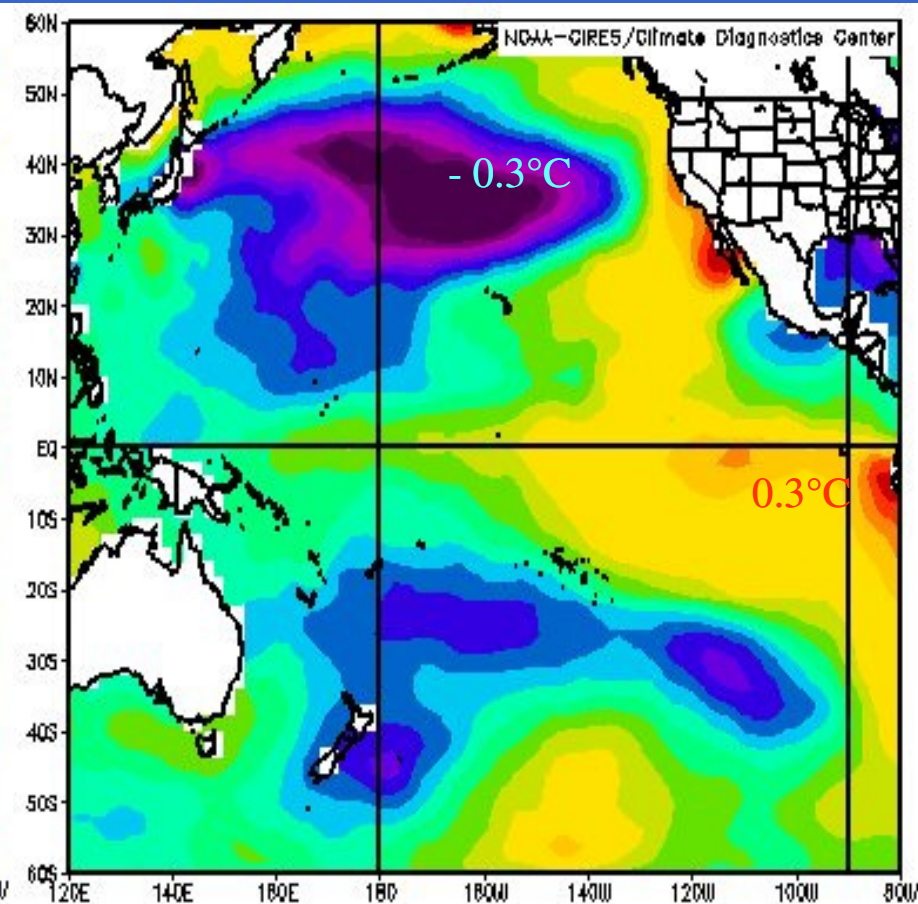 60N
NOAA-CIRES/Climate Diagnostics Center
50N
40N
- 0.3°C
30N
20N
10N
EQ
0.3°C
10S
20S
30S
40S
50S
60S
120E 140E 160E 180 160W 140W 120W 100W 80W